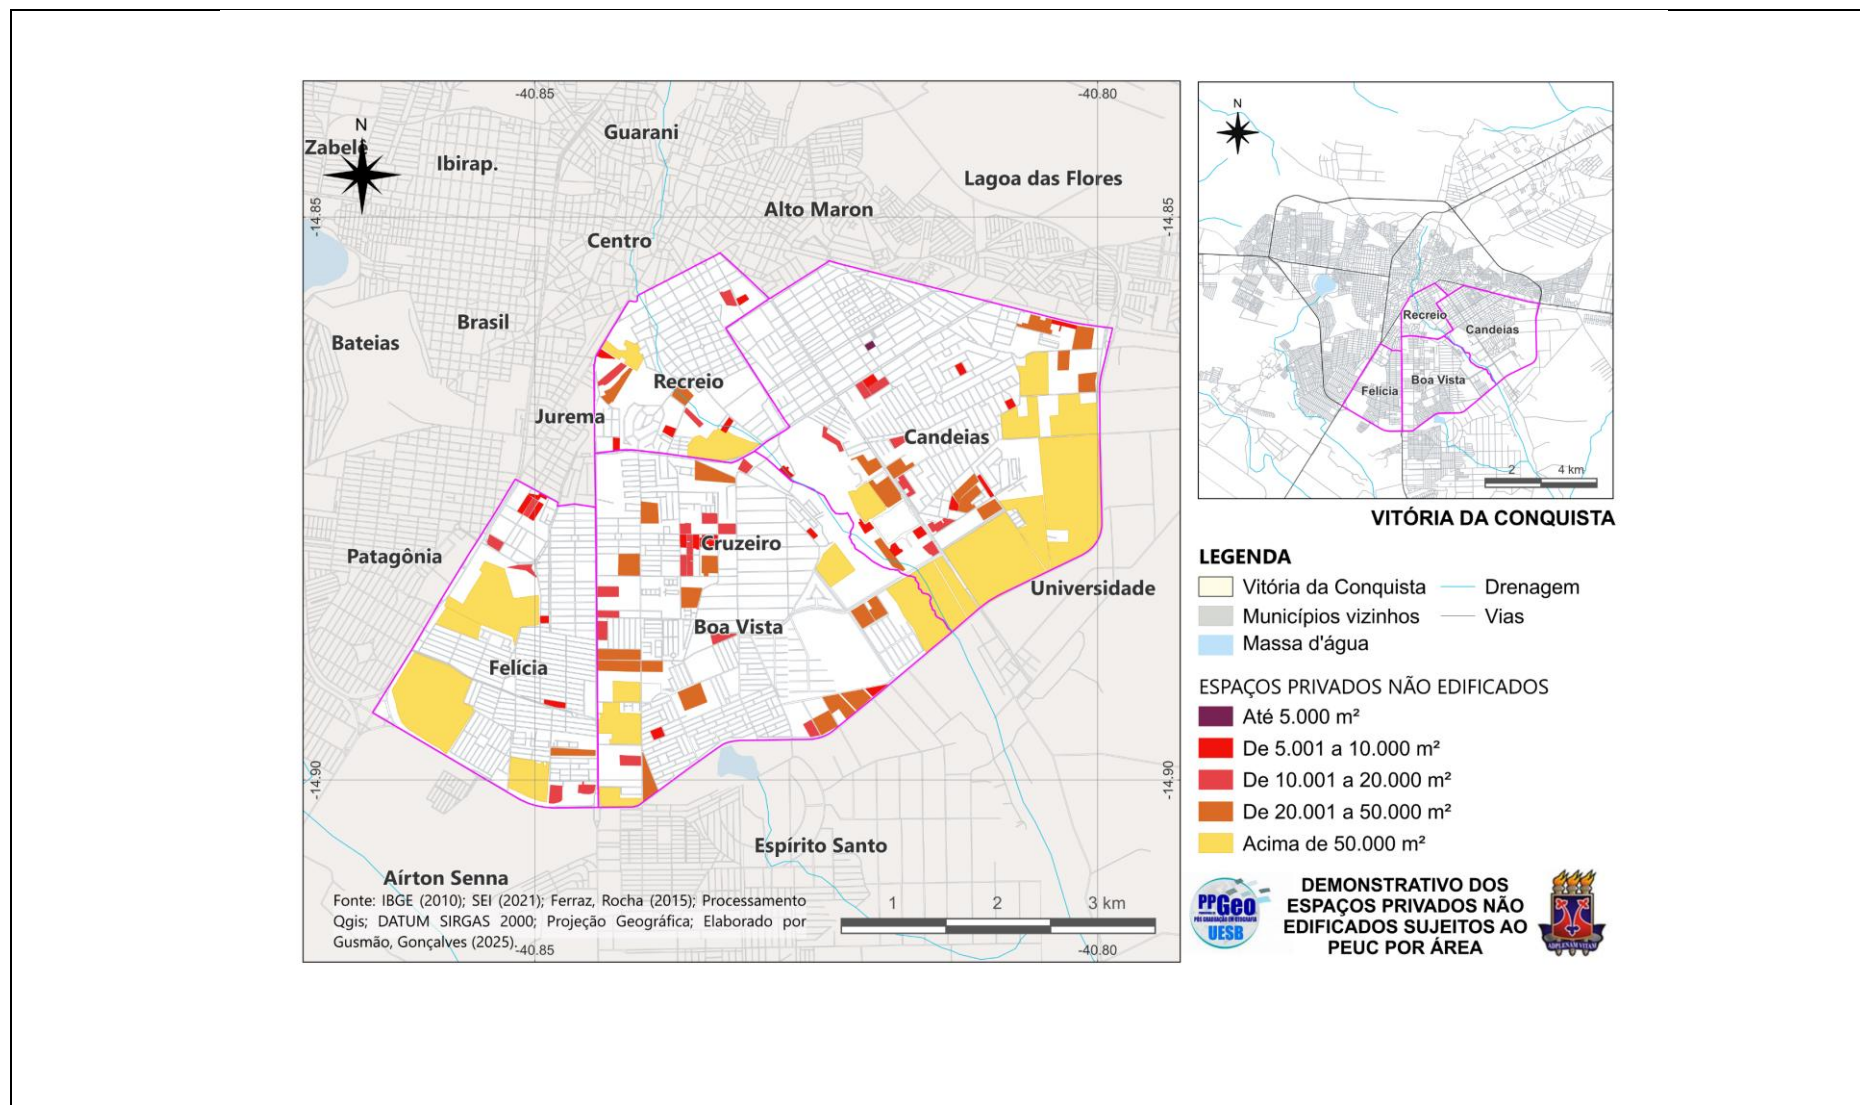 -40.85
-40.80
N
Guarani
Zabelê
Ibirap.
Lagoa das Flores
Alto Maron
-14.85
-14.85
Centro
Brasil
Bateias
Recreio
Jurema
Candeias
Patagônia
Cruzeiro
Universidade
Boa Vista
Felícia
-14.90
-14.90
Espírito Santo
Aírton Senna
Fonte: IBGE (2010); SEI (2021); Ferraz, Rocha (2015); Processamento
Qgis; DATUM SIRGAS 2000; Projeção Geográfica; Elaborado por
Gusmão, Gonçalves (2025).
1 2 3 km
-40.85
-40.80
N
Recreio
Candeias
Boa Vista
Felícia
2 4 km
VITÓRIA DA CONQUISTA
LEGENDA
Vitória da Conquista
Drenagem
Municípios vizinhos
Vias
Massa d'água
ESPAÇOS PRIVADOS NÃO EDIFICADOS
Até 5.000 m²
De 5.001 a 10.000 m²
De 10.001 a 20.000 m²
De 20.001 a 50.000 m²
Acima de 50.000 m²
PPGeo
PÓS GRADUAÇÃO EM GEOGRAFIA
UESB
DEMONSTRATIVO DOS
ESPAÇOS PRIVADOS NÃO
EDIFICADOS SUJEITOS AO
PEUC POR ÁREA